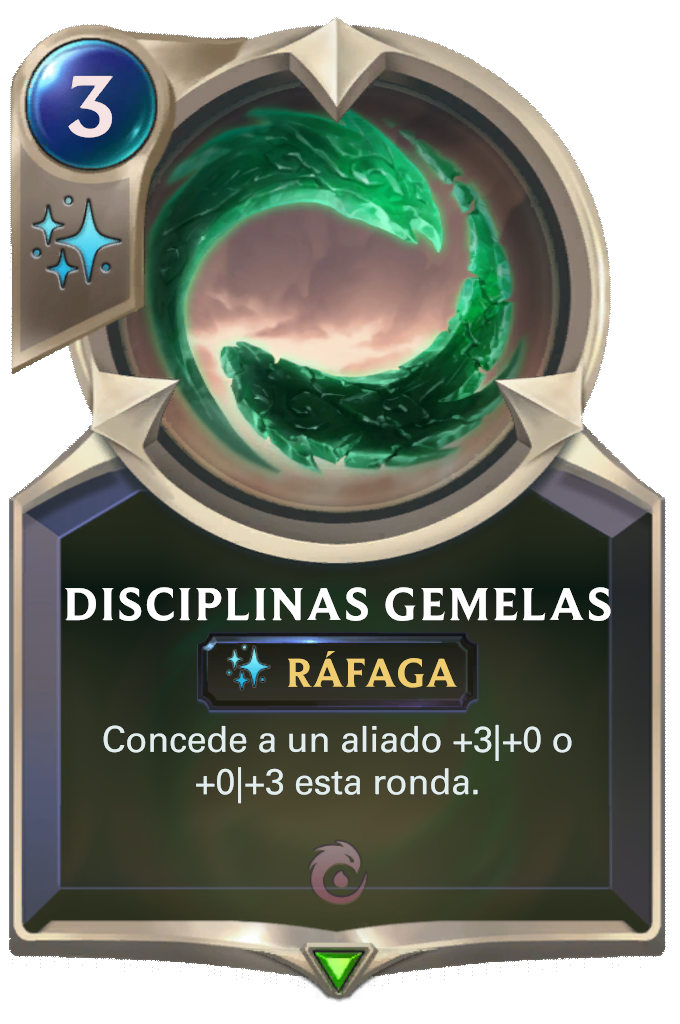 3
DISCIPLINAS GEMELAS
RÁFAGA
Concede a un aliado +3|+0 o
+0|+3 esta ronda.